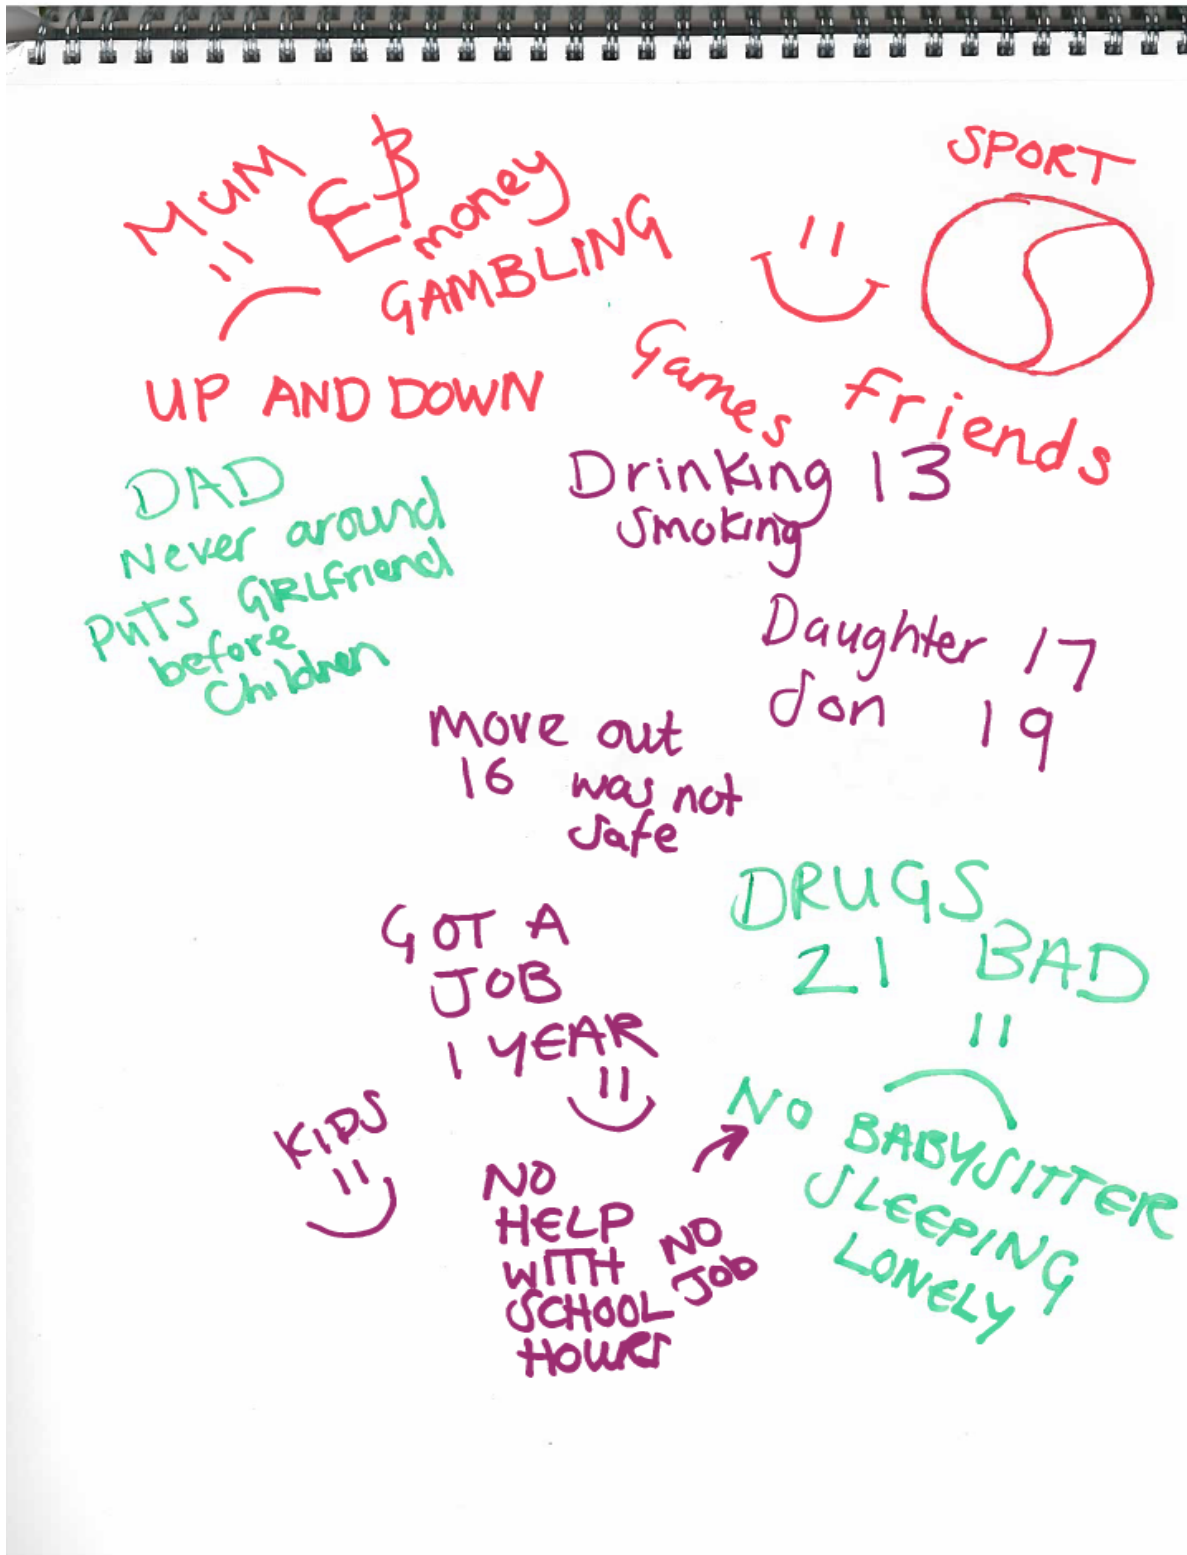 MUM
£$
money
GAMBLING
UP AND DOWN
SPORT
Games
friends
DAD
Never around
PUTS GIRLfriend
before
Children
Drinking 13
Smoking
Daughter 17
Son 19
Move out
16 was not
safe
GOT A
JOB
1 YEAR
DRUGS
21 BAD
KIDS
NO
HELP
WITH
SCHOOL
HOURS
NO
JOb
NO BABYSITTER
SLEEPING
LONELY